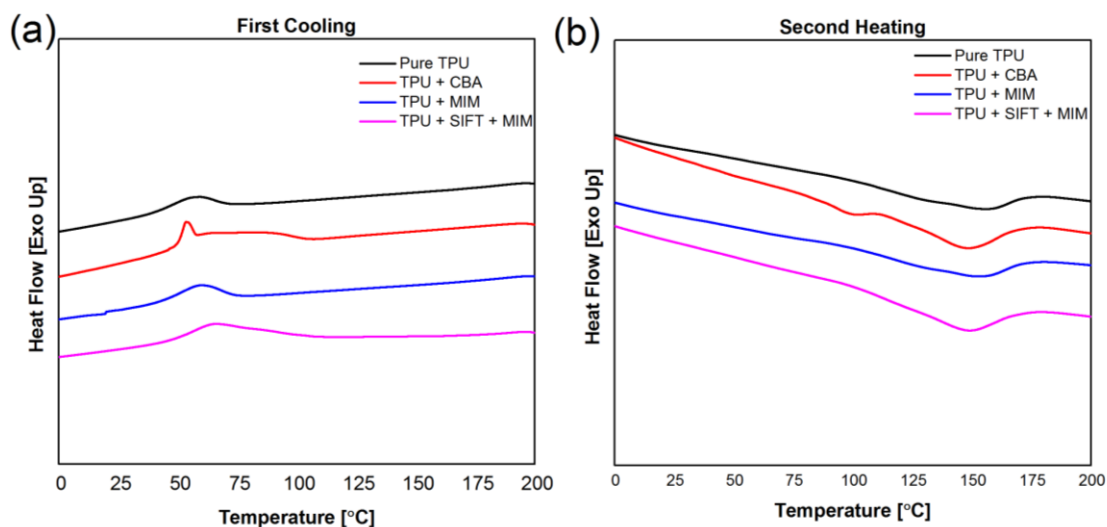 (a)
First Cooling
Pure TPU
TPU + CBA
TPU + MIM
TPU + SIFT + MIM
Heat Flow [Exo Up]
0 25 50 75 100 125 150 175 200
Temperature [°C]
(b)
Second Heating
Pure TPU
TPU + CBA
TPU + MIM
TPU + SIFT + MIM
Heat Flow [Exo Up]
0 25 50 75 100 125 150 175 200
Temperature [°C]